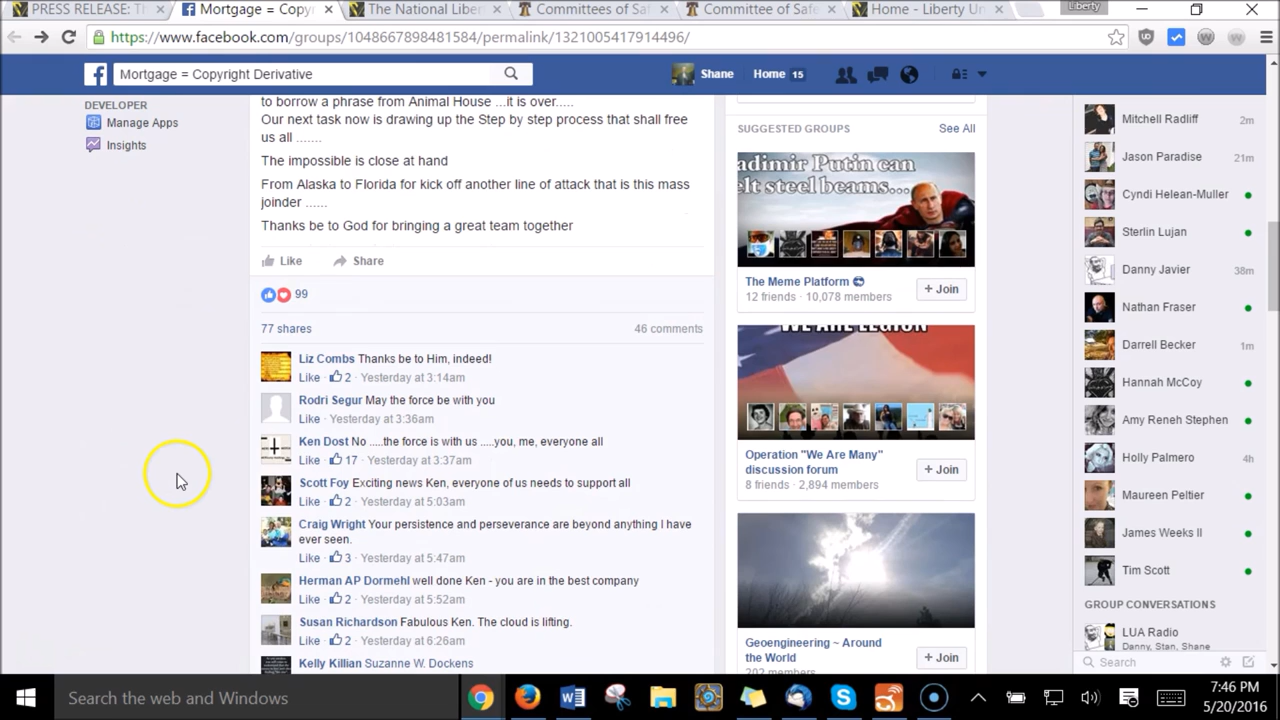 PRESS RELEASE: Th
Mortgage = Copy
The National Libert
Committees of Saf
Committee of Safe
Home - Liberty Un
Liberty
https://www.facebook.com/groups/1048667898481584/permalink/1321005417914496/
Mortgage = Copyright Derivative
Shane
Home 15
DEVELOPER
Manage Apps
Insights
to borrow a phrase from Animal House ...it is over.....
Our next task now is drawing up the Step by step process that shall free
us all .......
The impossible is close at hand
From Alaska to Florida for kick off another line of attack that is this mass
joinder ......
Thanks be to God for bringing a great team together
Like Share
99
77 shares 46 comments
Liz Combs Thanks be to Him, indeed!
Like · 2 · Yesterday at 3:14am
Rodri Segur May the force be with you
Like · Yesterday at 3:36am
Ken Dost No .....the force is with us .....you, me, everyone all
Like · 17 · Yesterday at 3:37am
Scott Foy Exciting news Ken, everyone of us needs to support all
Like · 2 · Yesterday at 5:03am
Craig Wright Your persistence and perseverance are beyond anything I have
ever seen.
Like · 3 · Yesterday at 5:47am
Herman AP Dormehl well done Ken - you are in the best company
Like · 2 · Yesterday at 5:52am
Susan Richardson Fabulous Ken. The cloud is lifting.
Like · 2 · Yesterday at 6:26am
Kelly Killian Suzanne W. Dockens
SUGGESTED GROUPS See All
adimir Putin can
elt steel beams...
The Meme Platform
12 friends · 10,078 members
+ Join
WE ARE LEGION
Operation "We Are Many"
discussion forum
8 friends · 2,894 members
+ Join
Geoengineering ~ Around
the World
202 members
+ Join
Mitchell Radliff 2m
Jason Paradise 21m
Cyndi Helean-Muller
Sterlin Lujan
Danny Javier 38m
Nathan Fraser
Darrell Becker 1m
Hannah McCoy
Amy Reneh Stephen
Holly Palmero 4h
Maureen Peltier
James Weeks II
Tim Scott
GROUP CONVERSATIONS
LUA Radio
Danny, Stan, Shane
Search
Search the web and Windows
7:46 PM
5/20/2016